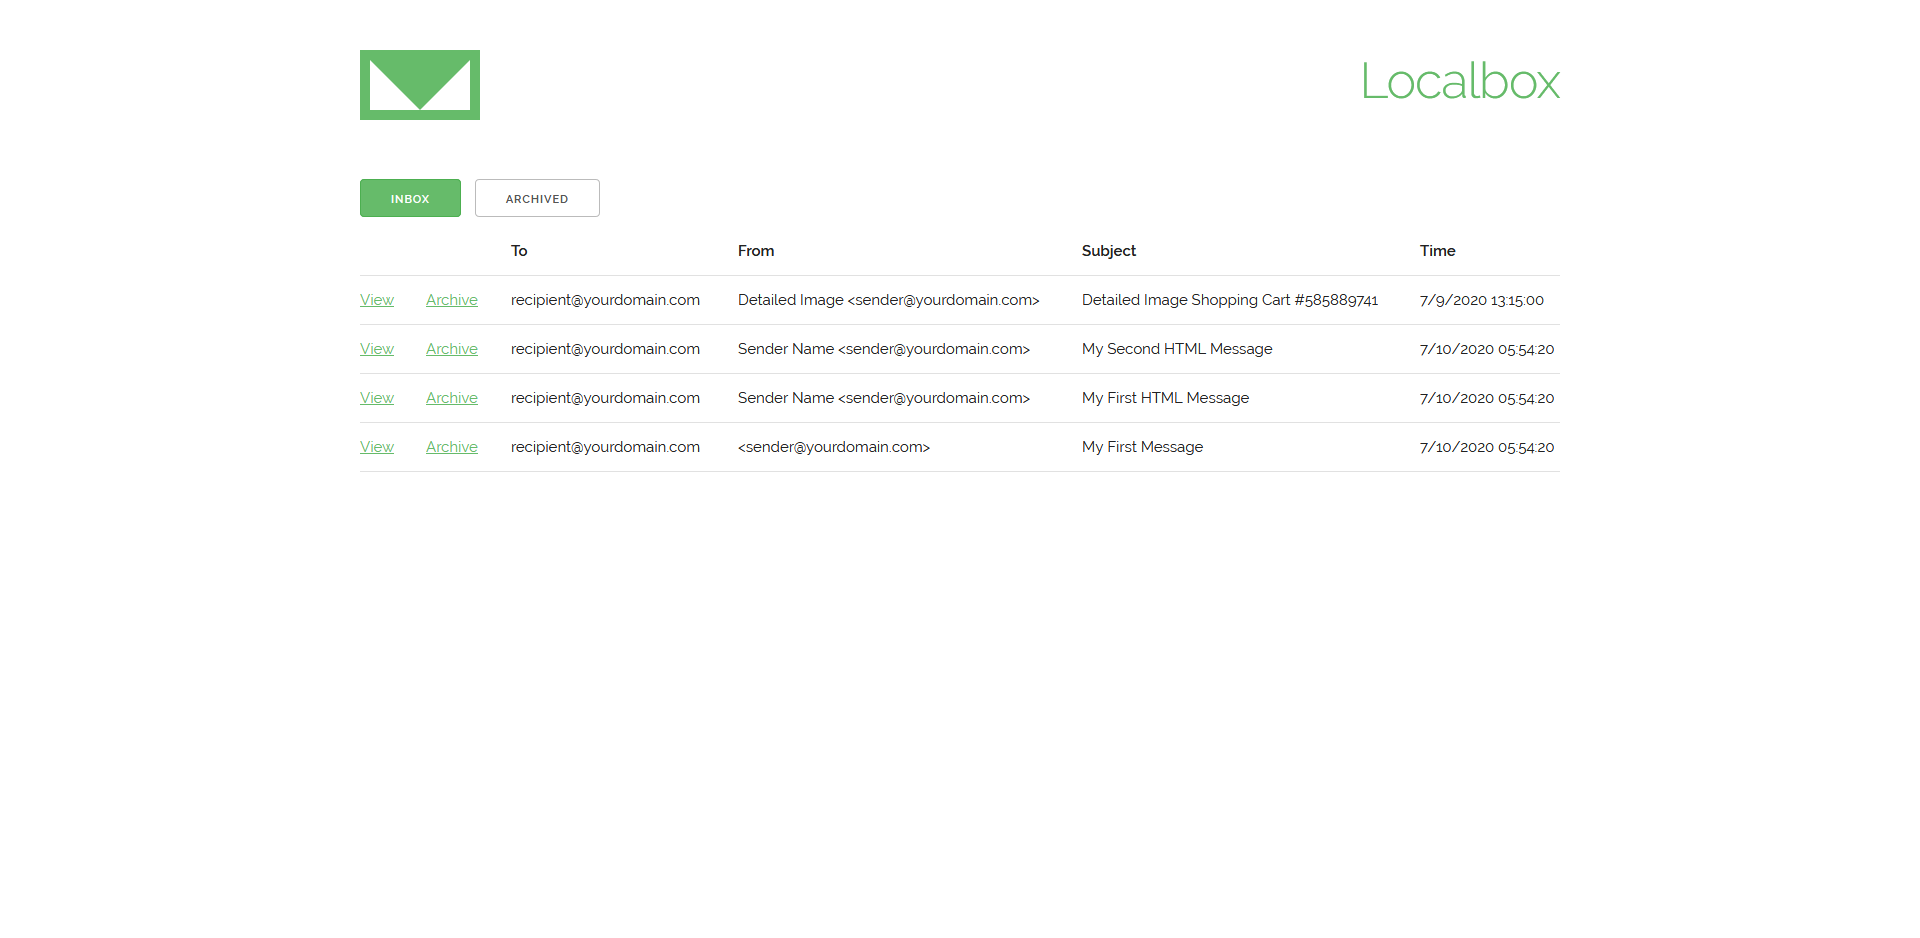 Localbox
INBOX ARCHIVED
To From Subject Time
View Archive recipient@yourdomain.com Detailed Image <sender@yourdomain.com> Detailed Image Shopping Cart #585889741 7/9/2020 13:15:00
View Archive recipient@yourdomain.com Sender Name <sender@yourdomain.com> My Second HTML Message 7/10/2020 05:54:20
View Archive recipient@yourdomain.com Sender Name <sender@yourdomain.com> My First HTML Message 7/10/2020 05:54:20
View Archive recipient@yourdomain.com <sender@yourdomain.com> My First Message 7/10/2020 05:54:20